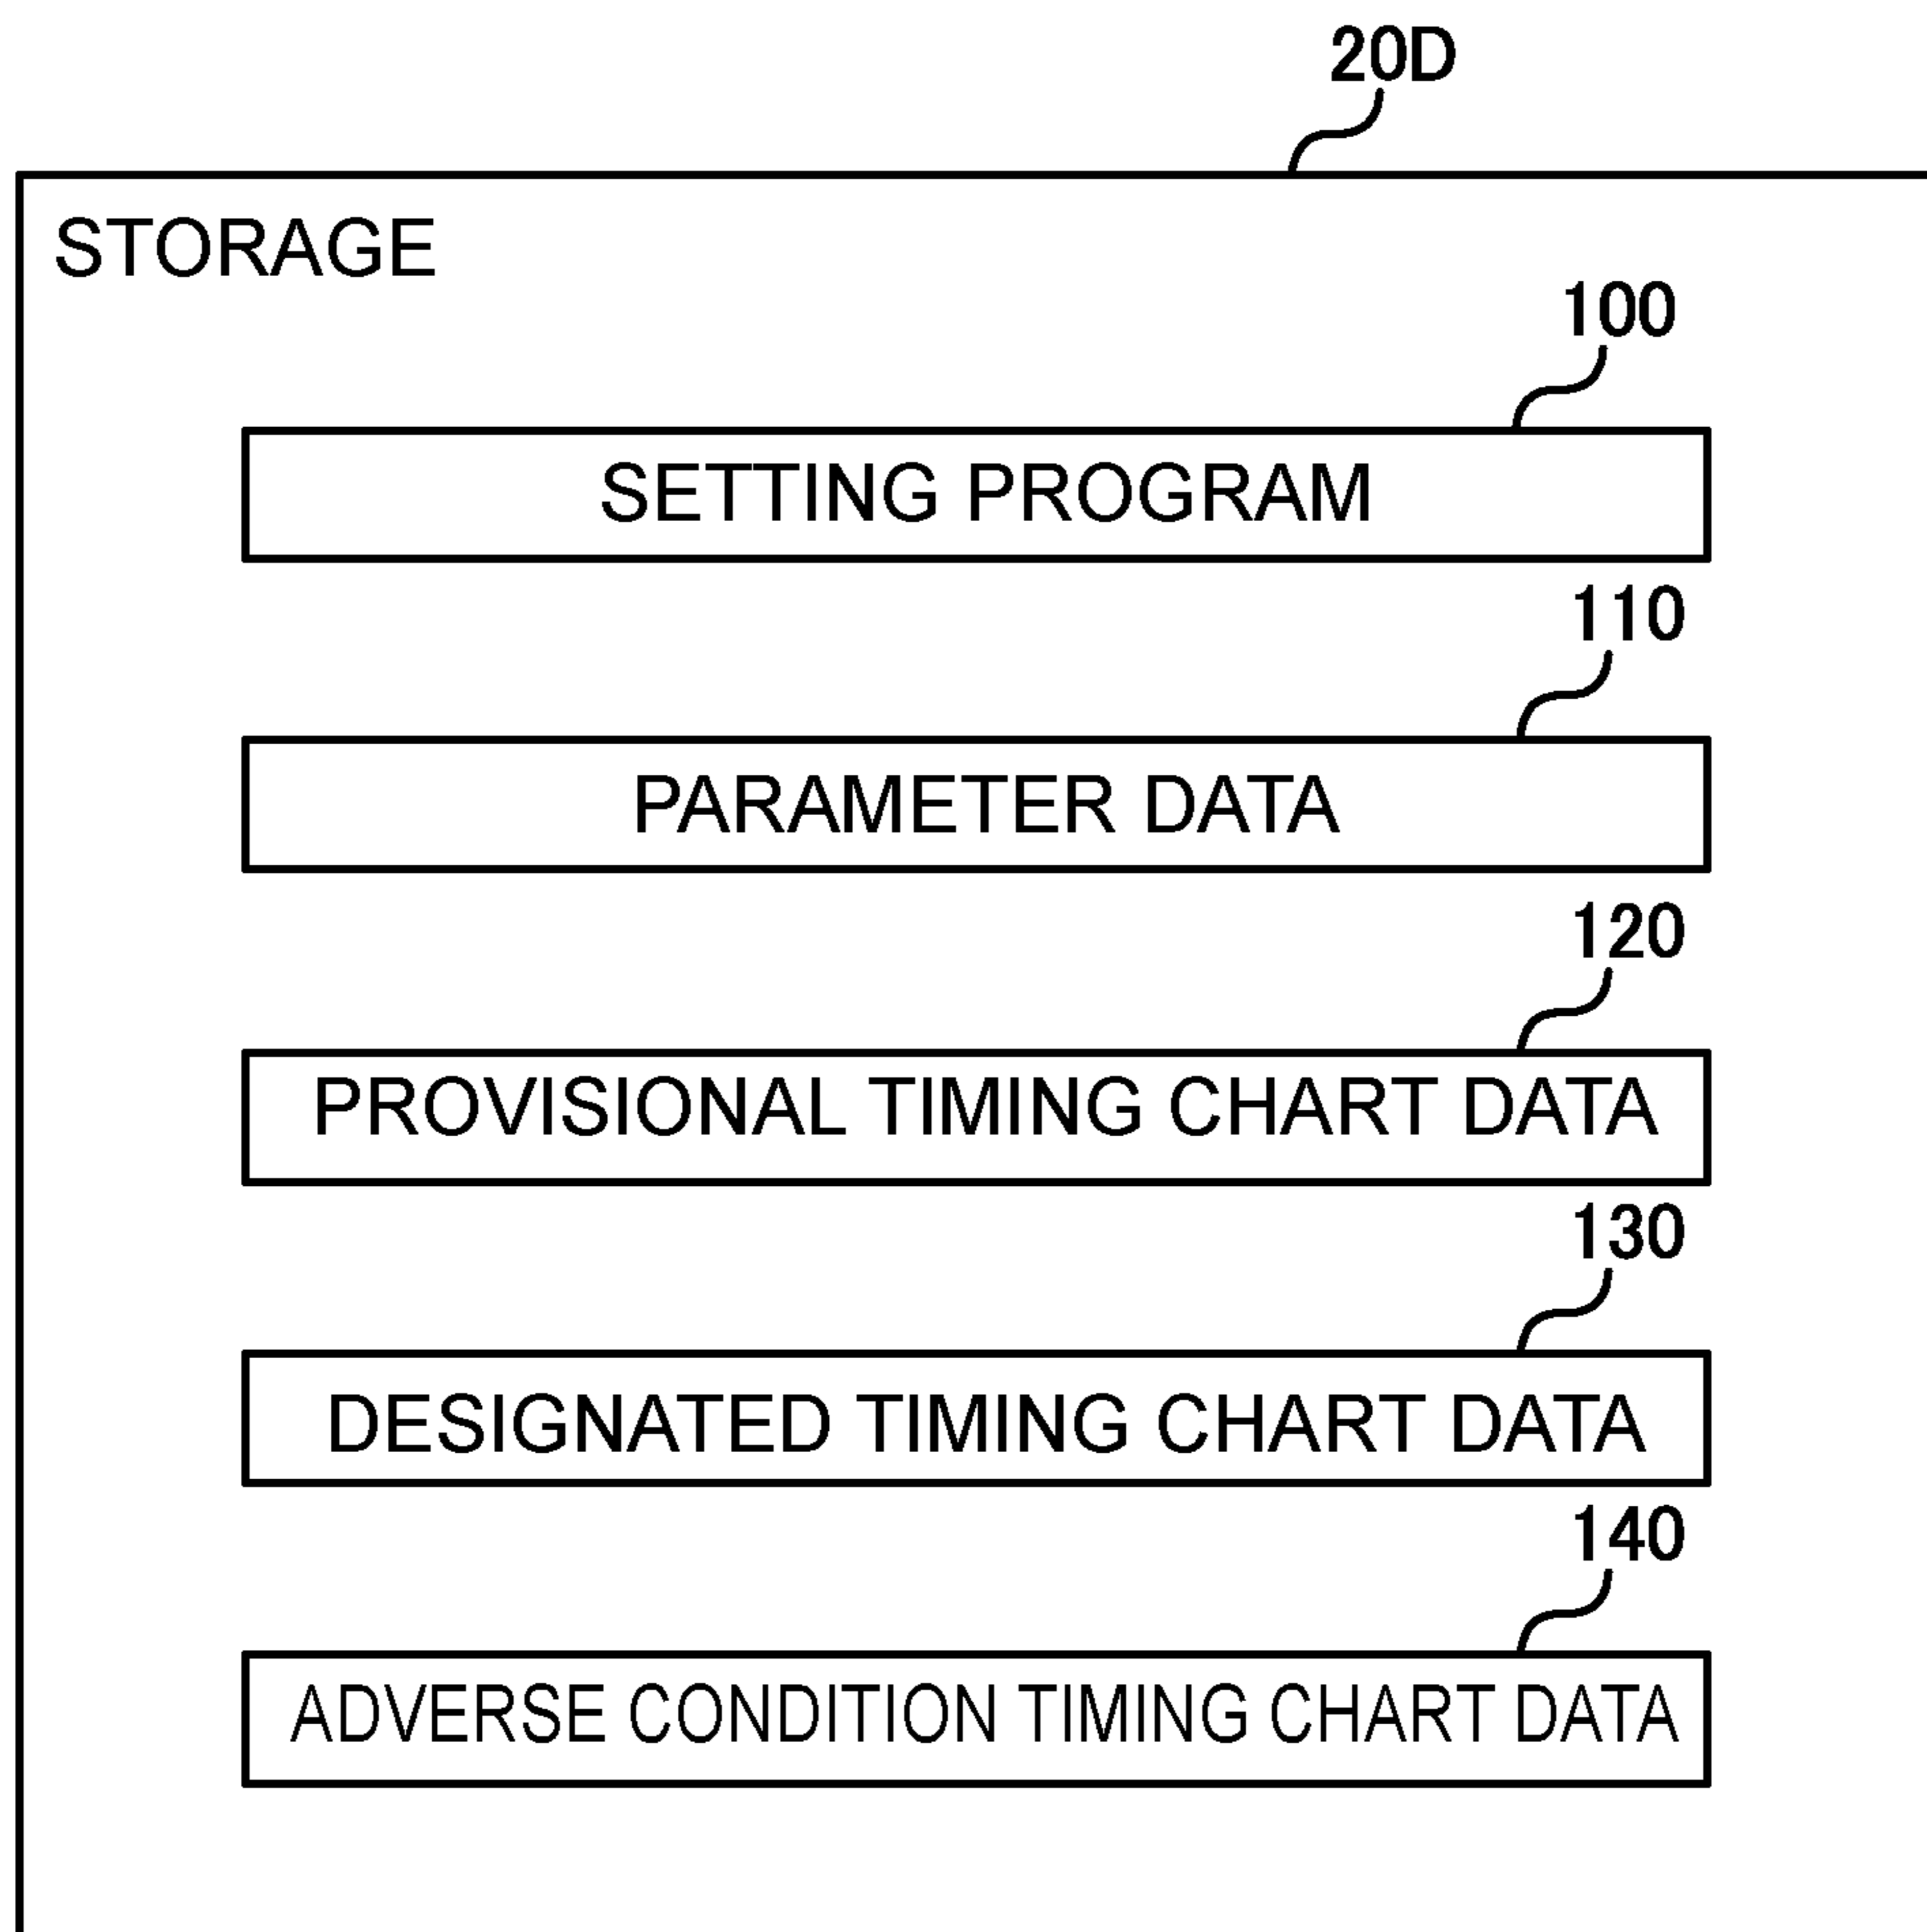 20D
STORAGE
100
SETTING PROGRAM
110
PARAMETER DATA
120
PROVISIONAL TIMING CHART DATA
130
DESIGNATED TIMING CHART DATA
140
ADVERSE CONDITION TIMING CHART DATA